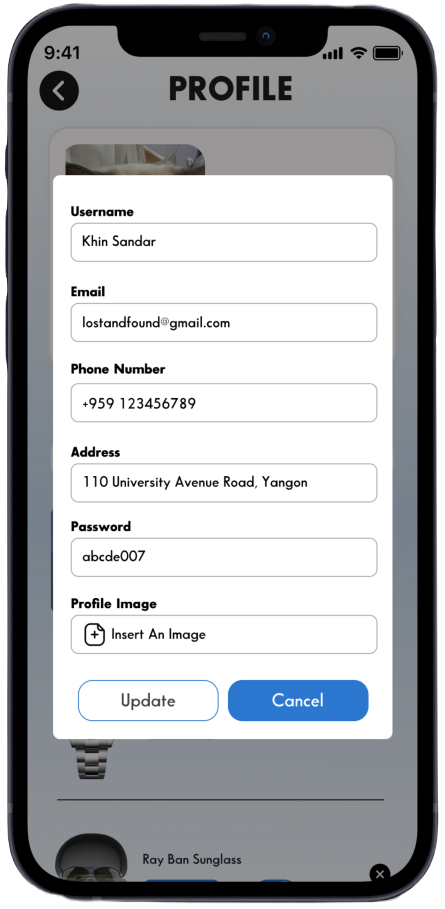 9:41
PROFILE
Username
Khin Sandar
Email
lostandfound@gmail.com
Phone Number
+959 123456789
Address
110 University Avenue Road, Yangon
Password
abcde007
Profile Image
Insert An Image
Update
Cancel
Ray Ban Sunglass